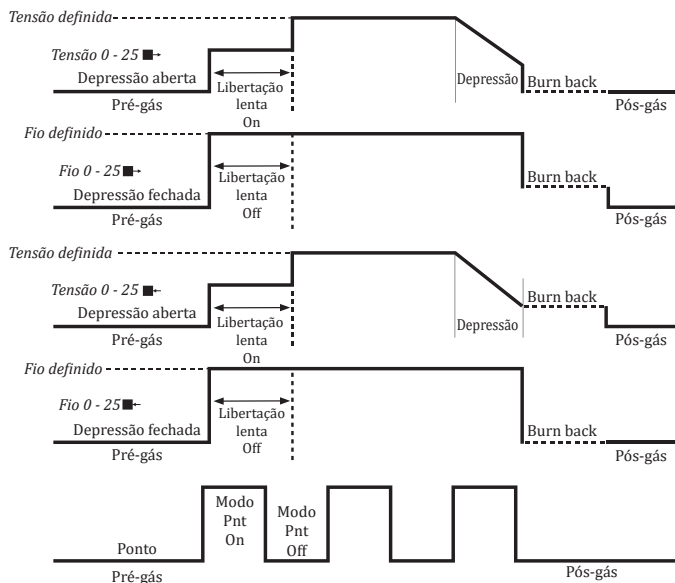 Tensão definida
Tensão 0 - 25
Depressão aberta
Pré-gás
Libertação
lenta
On
Depressão
Burn back
Pós-gás
Fio definido
Fio 0 - 25
Depressão fechada
Pré-gás
Libertação
lenta
Off
Burn back
Pós-gás
Tensão definida
Tensão 0 - 25
Depressão aberta
Pré-gás
Libertação
lenta
On
Depressão
Burn back
Pós-gás
Fio definido
Fio 0 - 25
Depressão fechada
Pré-gás
Libertação
lenta
Off
Burn back
Pós-gás
Ponto
Pré-gás
Modo
Pnt
On
Modo
Pnt
Off
Pós-gás